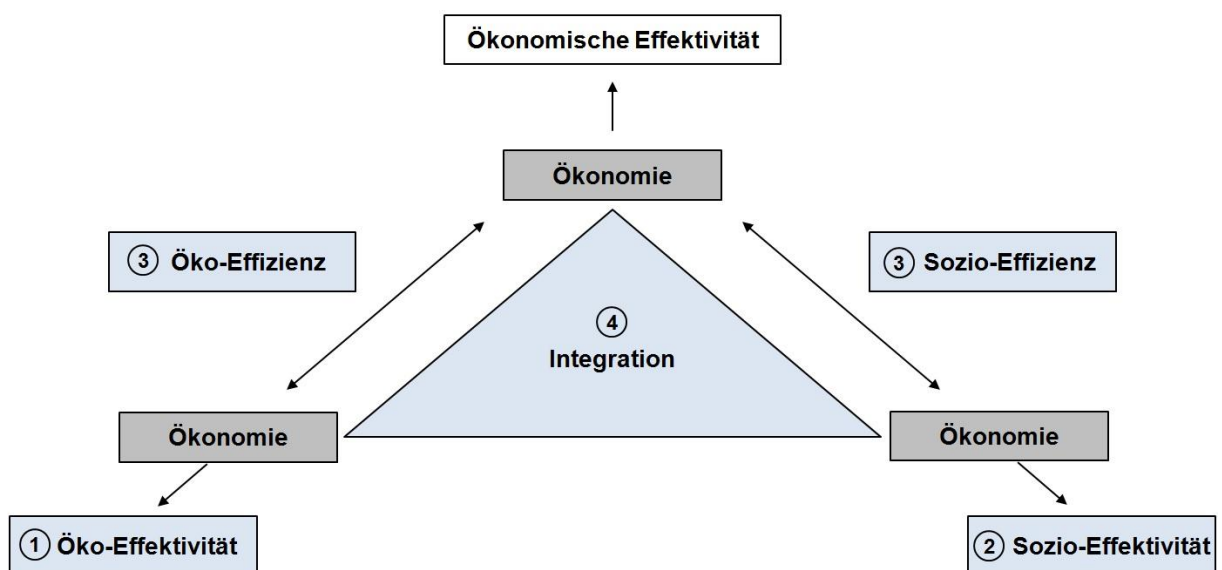 Ökonomische Effektivität
Ökonomie
3 Öko-Effizienz
3 Sozio-Effizienz
4
Integration
Ökonomie
Ökonomie
1 Öko-Effektivität
2 Sozio-Effektivität